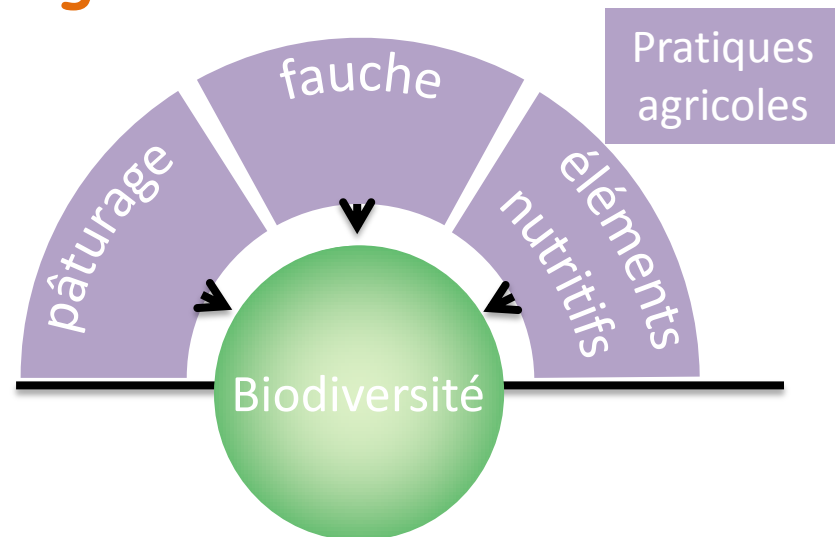 Pratiques
agricoles
pâturage
fauche
éléments
nutritifs
Biodiversité